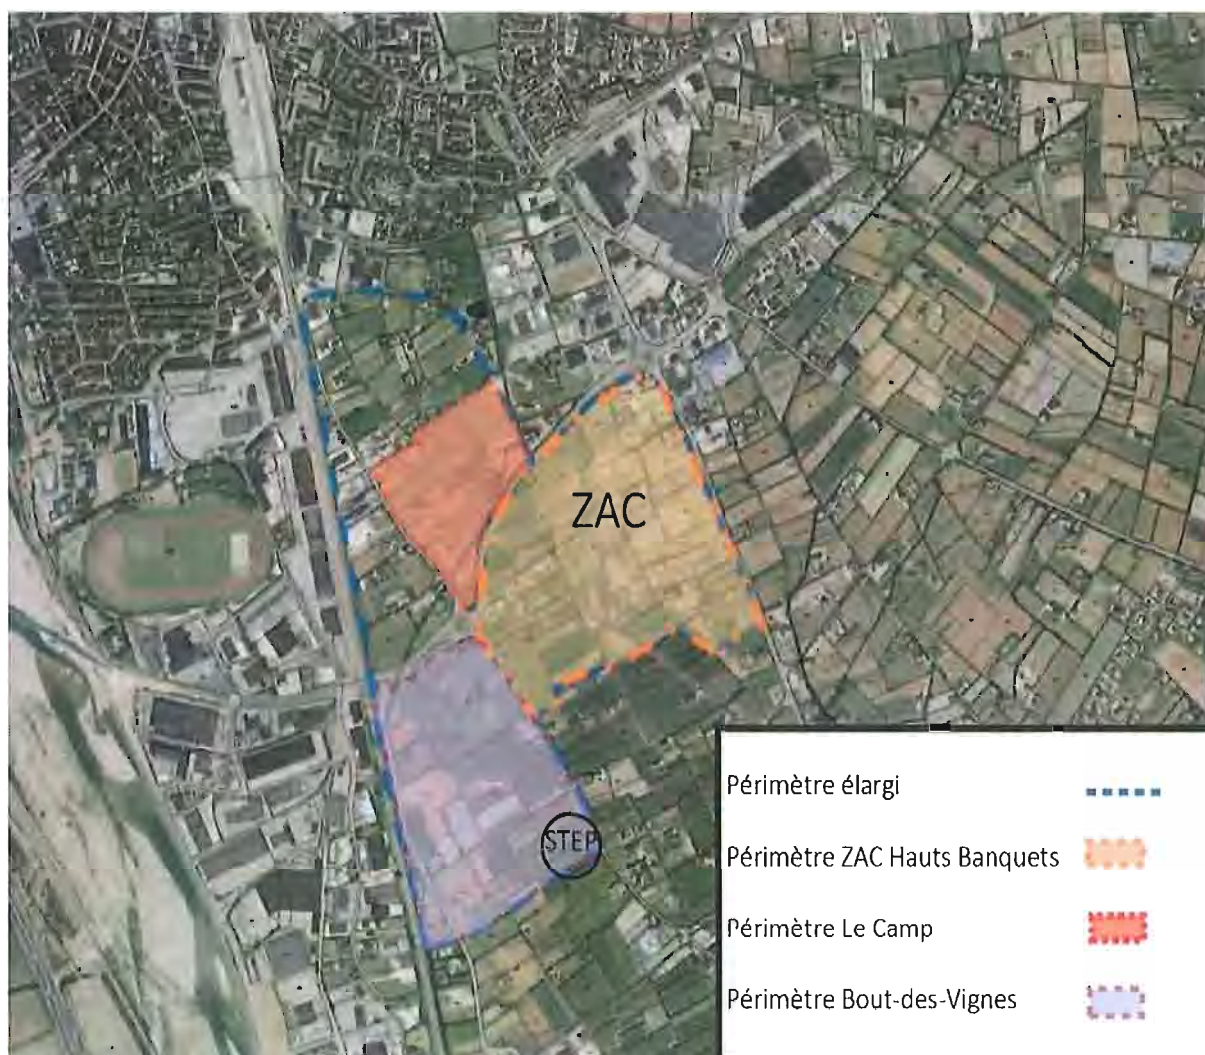 ZAC
STEP
Périmètre élargi
Périmètre ZAC Hauts Banquets
Périmètre Le Camp
Périmètre Bout-des-Vignes